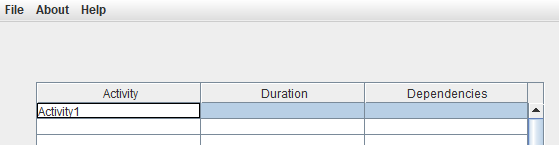 File About Help
Activity Duration Dependencies
Activity1